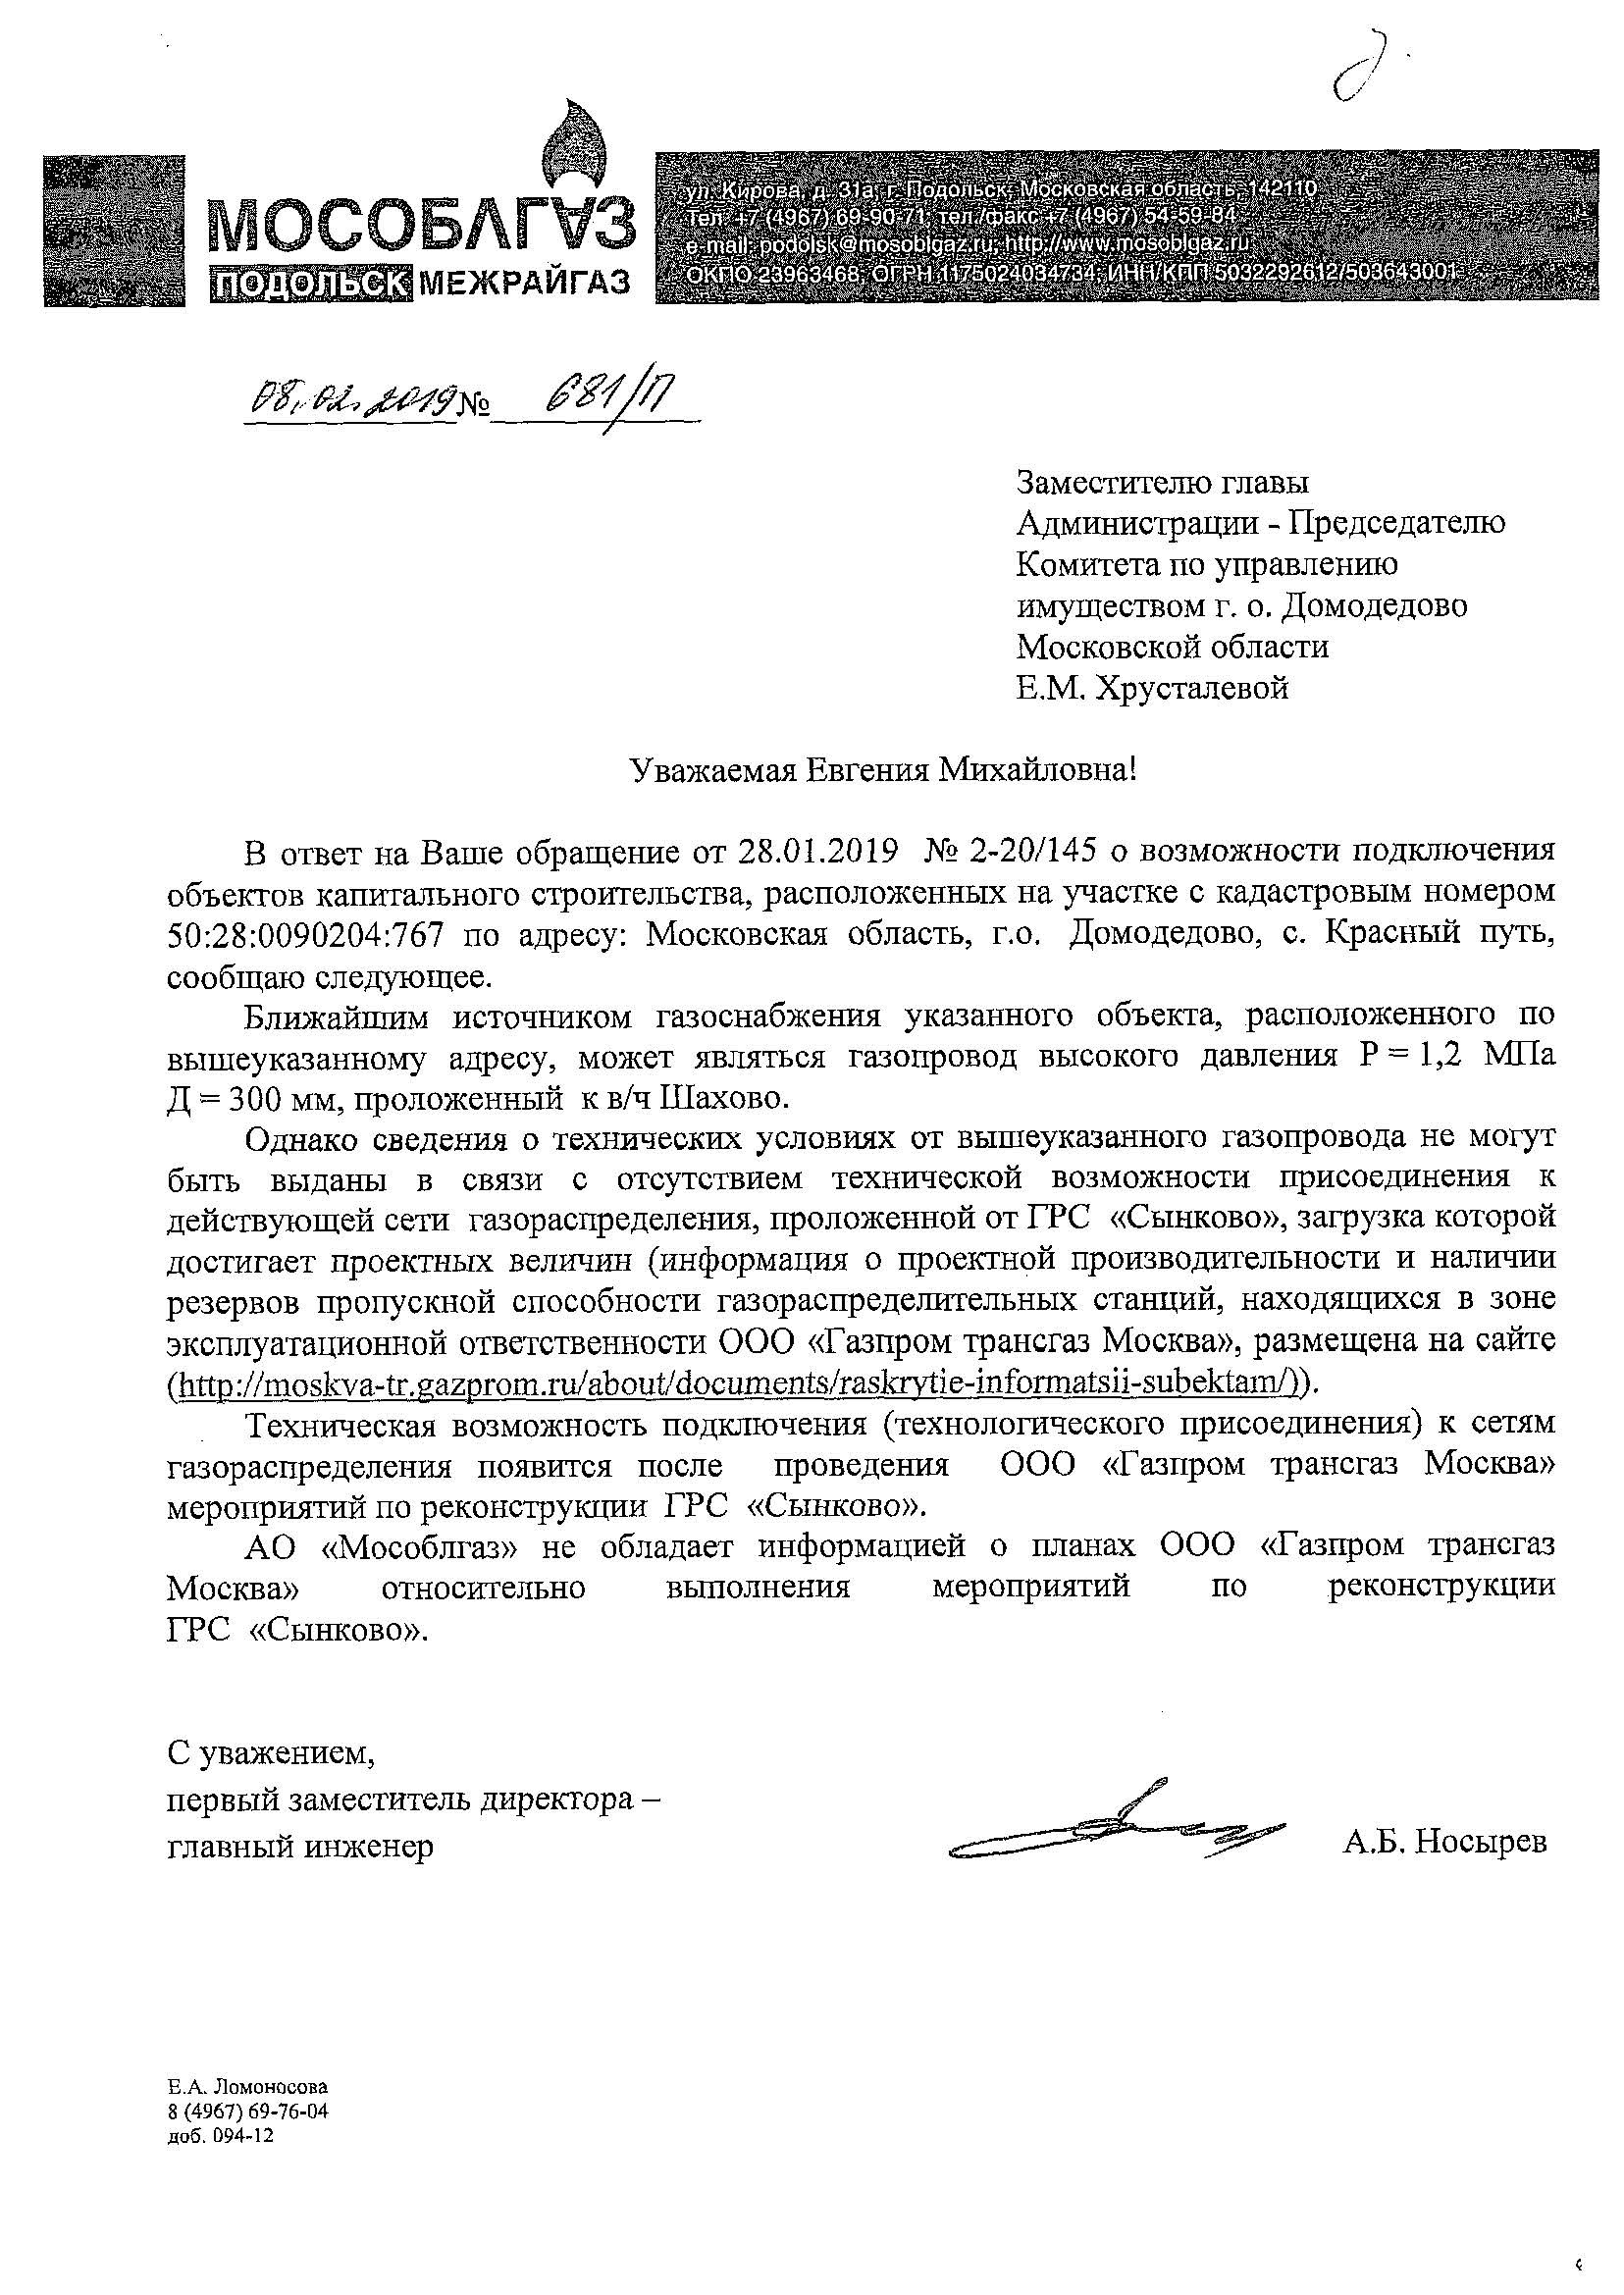 МОСОБЛГАЗ
ПОДОЛЬСК МЕЖРАЙГАЗ
ул. Кирова, д. 31а, г. Подольск, Московская область, 142110
тел. +7 (4967) 69-90-71; тел./факс +7 (4967) 54-59-84
e-mail: podolsk@mosoblgaz.ru; http://www.mosoblgaz.ru
ОКПО 23963468; ОГРН 1175024034734; ИНН/КПП 5032292612/503643001
08.02.2019 № 681/П
Заместителю главы
Администрации - Председателю
Комитета по управлению
имуществом г. о. Домодедово
Московской области
Е.М. Хрусталевой
Уважаемая Евгения Михайловна!
В ответ на Ваше обращение от 28.01.2019 № 2-20/145 о возможности подключения
объектов капитального строительства, расположенных на участке с кадастровым номером
50:28:0090204:767 по адресу: Московская область, г.о. Домодедово, с. Красный путь,
сообщаю следующее.
Ближайшим источником газоснабжения указанного объекта, расположенного по
вышеуказанному адресу, может являться газопровод высокого давления Р = 1,2 МПа
Д = 300 мм, проложенный к в/ч Шахово.
Однако сведения о технических условиях от вышеуказанного газопровода не могут
быть выданы в связи с отсутствием технической возможности присоединения к
действующей сети газораспределения, проложенной от ГРС «Сынково», загрузка которой
достигает проектных величин (информация о проектной производительности и наличии
резервов пропускной способности газораспределительных станций, находящихся в зоне
эксплуатационной ответственности ООО «Газпром трансгаз Москва», размещена на сайте
(http://moskva-tr.gazprom.ru/about/documents/raskrytie-informatsii-subektam/)).
Техническая возможность подключения (технологического присоединения) к сетям
газораспределения появится после проведения ООО «Газпром трансгаз Москва»
мероприятий по реконструкции ГРС «Сынково».
АО «Мособлгаз» не обладает информацией о планах ООО «Газпром трансгаз
Москва» относительно выполнения мероприятий по реконструкции
ГРС «Сынково».
С уважением,
первый заместитель директора –
главный инженер
А.Б. Носырев
Е.А. Ломоносова
8 (4967) 69-76-04
доб. 094-12